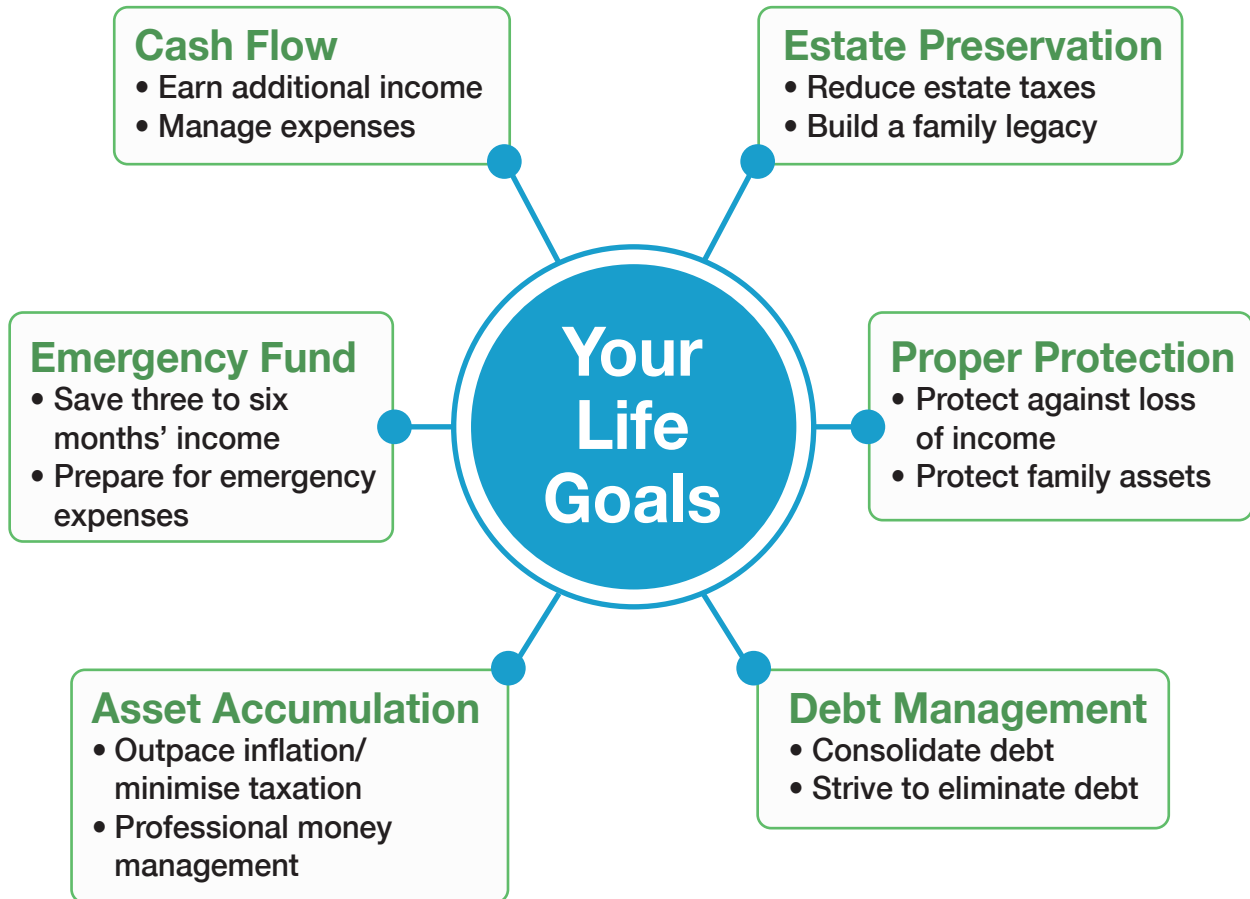 Cash Flow
• Earn additional income
• Manage expenses
Estate Preservation
• Reduce estate taxes
• Build a family legacy
Emergency Fund
• Save three to six
months’ income
• Prepare for emergency
expenses
Your
Life
Goals
Proper Protection
• Protect against loss
of income
• Protect family assets
Asset Accumulation
• Outpace inflation/
minimise taxation
• Professional money
management
Debt Management
• Consolidate debt
• Strive to eliminate debt